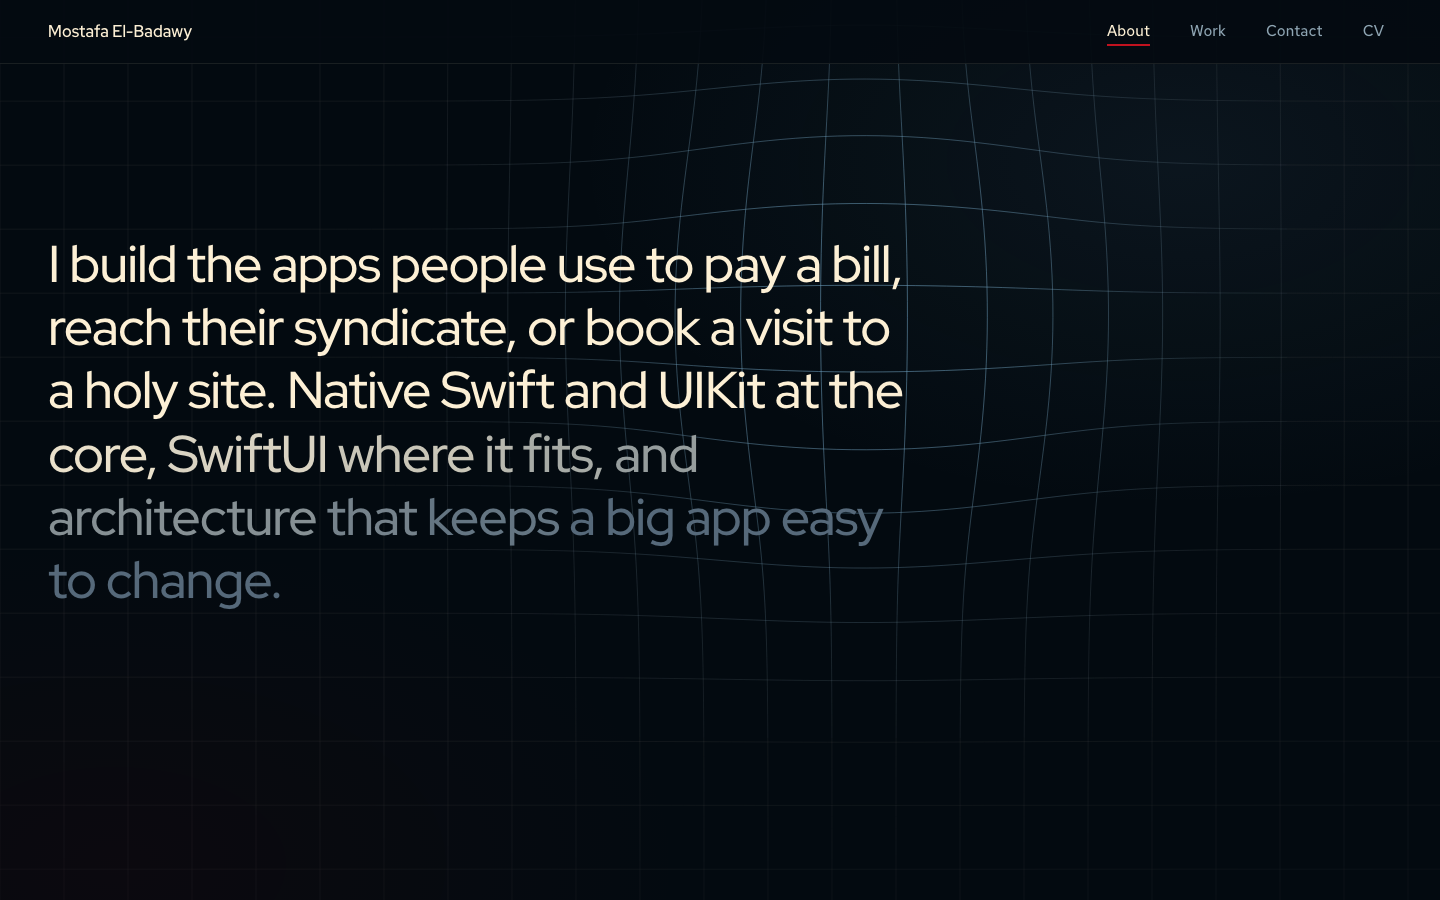 Mostafa El-Badawy
About
Work
Contact
CV
I build the apps people use to pay a bill,
reach their syndicate, or book a visit to
a holy site. Native Swift and UIKit at the
core, SwiftUI where it fits, and
architecture that keeps a big app easy
to change.